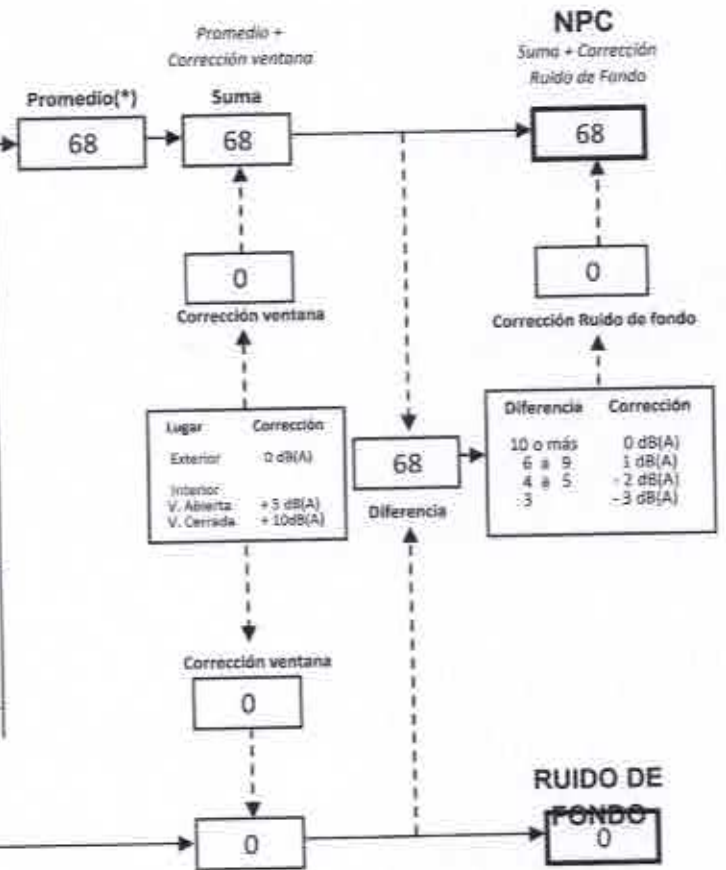 Promedio +
Corrección ventana
NPC
Suma + Corrección
Ruido de Fondo
Promedio(*)
Suma
68
68
68
0
Corrección ventana
0
Corrección Ruido de fondo
Lugar Corrección
Exterior 0 dB(A)
Interior
V. Abierta + 5 dB(A)
V. Cerrada + 10dB(A)
68
Diferencia
Diferencia Corrección
10 o más 0 dB(A)
6 a 9 1 dB(A)
4 a 5 - 2 dB(A)
3 - 3 dB(A)
Corrección ventana
0
0
RUIDO DE
FONDO
0